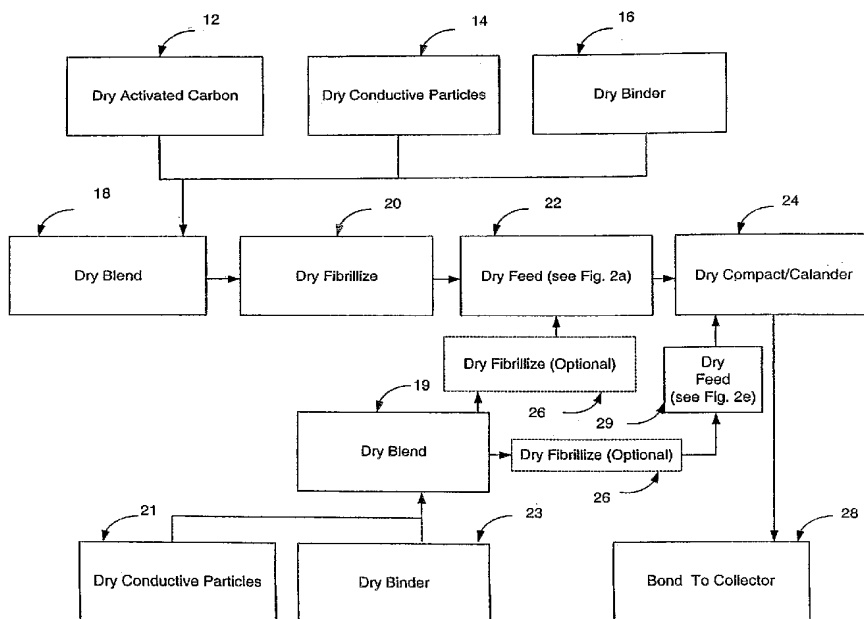 12
14
16
Dry Activated Carbon
Dry Conductive Particles
Dry Binder
18
20
22
24
Dry Blend
Dry Fibrillize
Dry Feed (see Fig. 2a)
Dry Compact/Calander
Dry Fibrillize (Optional)
26
Dry
Feed
(see Fig. 2e)
29
19
Dry Blend
Dry Fibrillize (Optional)
26
21
23
28
Dry Conductive Particles
Dry Binder
Bond To Collector